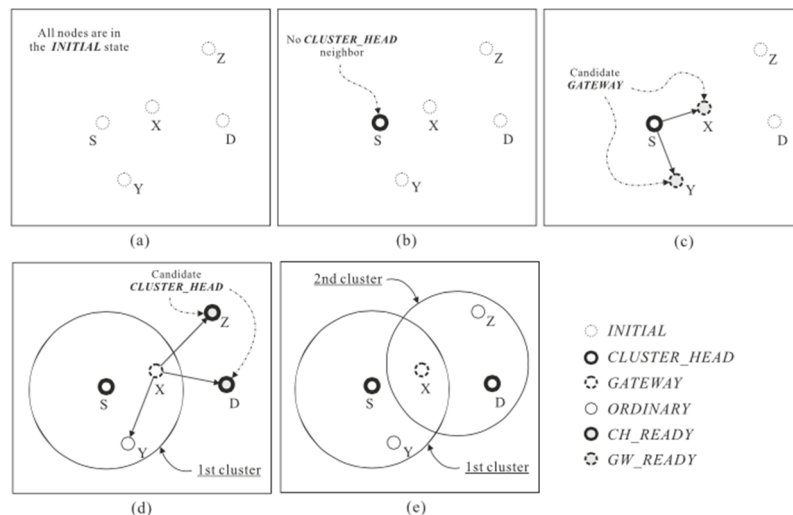 All nodes are in
the INITIAL state
Z
X
S
D
Y
(a)
No CLUSTER_HEAD
neighbor
Z
X
S
D
Y
(b)
Candidate
GATEWAY
Z
X
S
D
Y
(c)
Candidate
CLUSTER_HEAD
Z
X
S
D
Y
1st cluster
(d)
2nd cluster
Z
X
S
D
Y
1st cluster
(e)
INITIAL
CLUSTER_HEAD
GATEWAY
ORDINARY
CH_READY
GW_READY